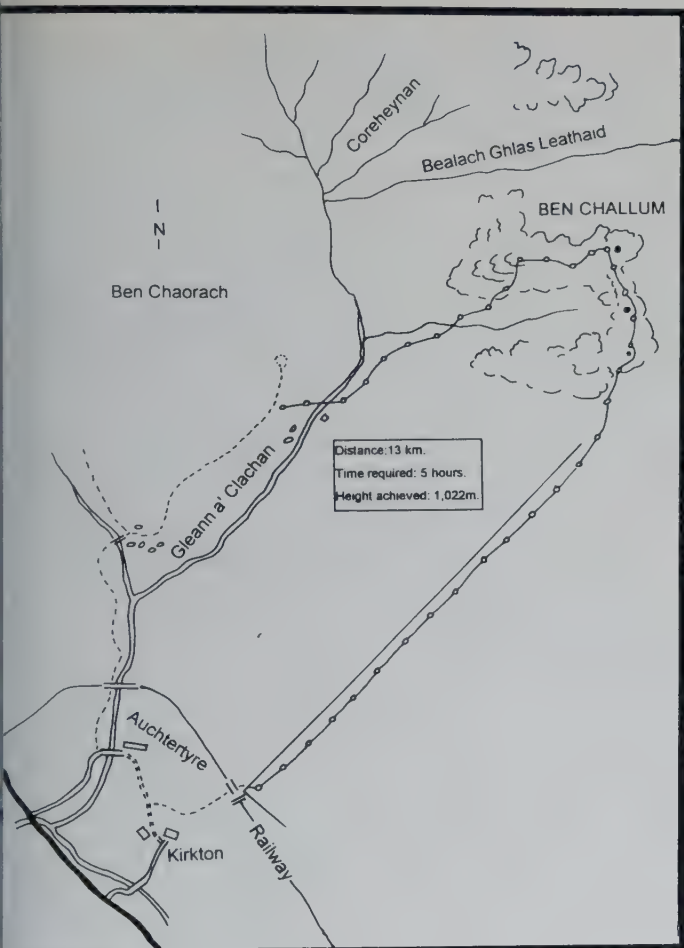 Coreheynan
Bealach Ghlas Leathaid
BEN CHALLUM
N
Ben Chaorach
Distance:13 km.
Time required: 5 hours.
Height achieved: 1,022m.
Gleann a' Clachan
Auchtertyre
Kirkton
Railway